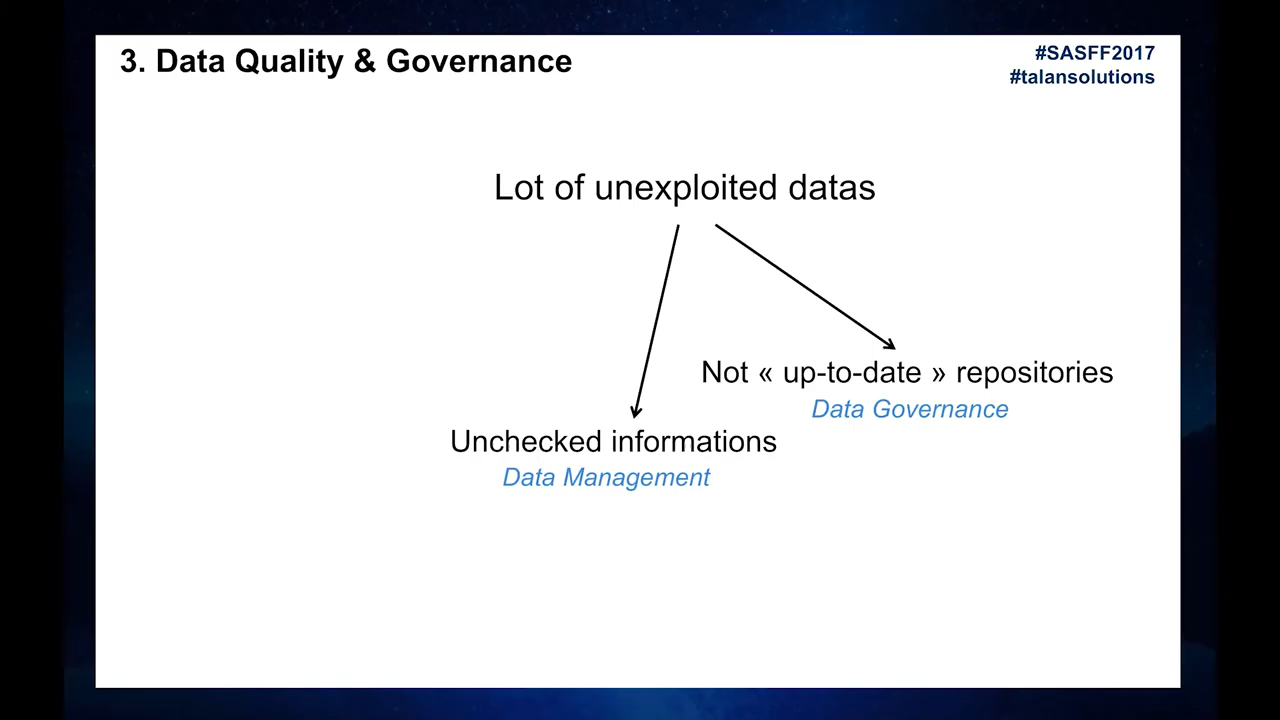 3. Data Quality & Governance
#SASFF2017
#talansolutions
Lot of unexploited datas
Not « up-to-date » repositories
Data Governance
Unchecked informations
Data Management